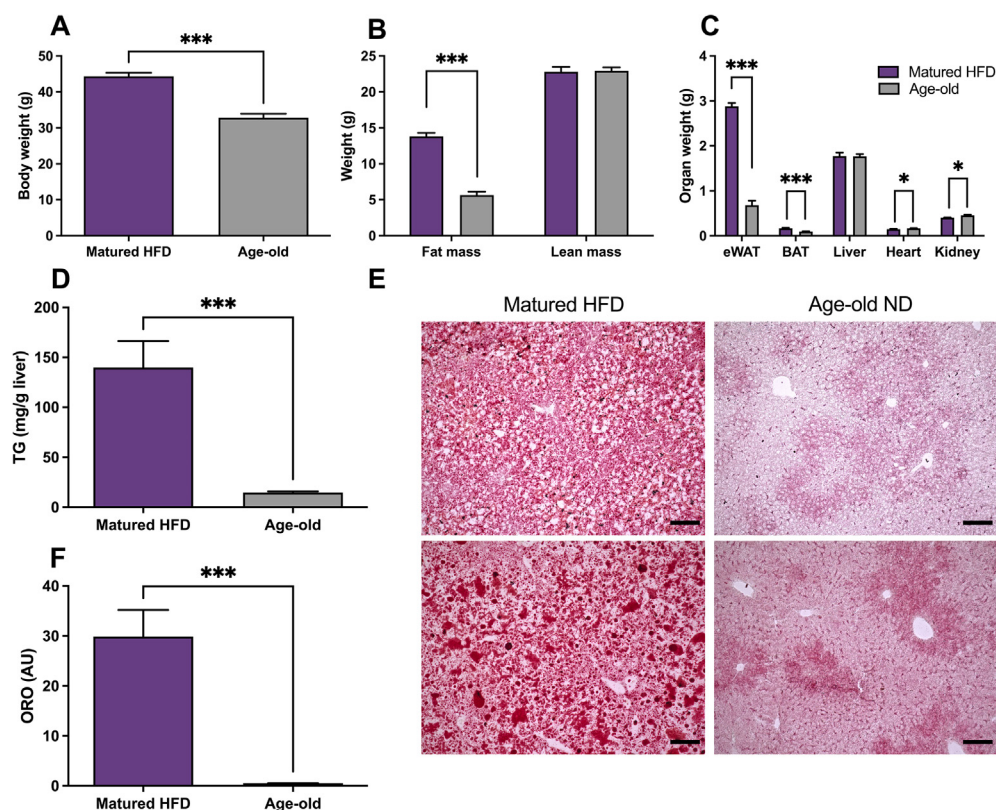 A
***
Body weight (g)
50
40
30
20
10
0
Matured HFD
Age-old
B
***
Weight (g)
25
20
15
10
5
0
Fat mass
Lean mass
C
Matured HFD
Age-old
***
***
*
*
Organ weight (g)
4
3
2
1
0
eWAT
BAT
Liver
Heart
Kidney
D
***
TG (mg/g liver)
200
150
100
50
0
Matured HFD
Age-old
E
Matured HFD
Age-old ND
F
***
ORO (AU)
40
30
20
10
0
Matured HFD
Age-old